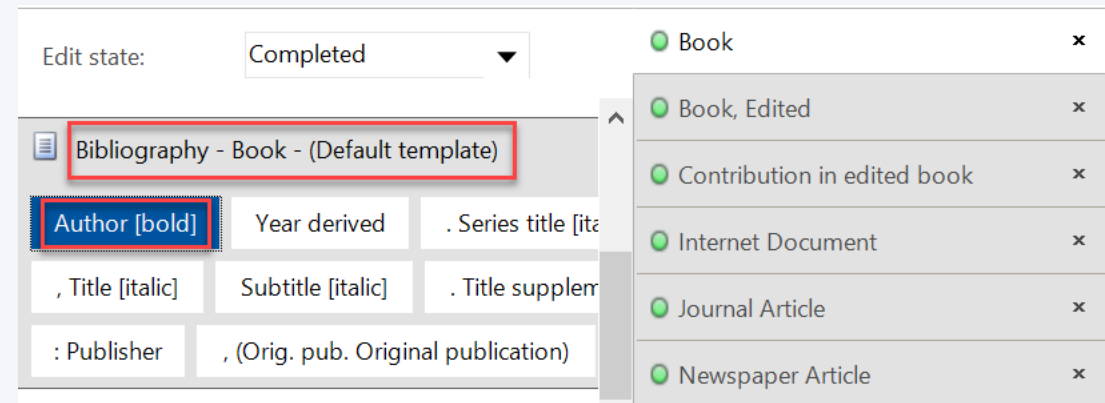 Edit state:
Completed
Bibliography - Book - (Default template)
Author [bold]
Year derived
. Series title [ita
, Title [italic]
Subtitle [italic]
. Title supplem
: Publisher
, (Orig. pub. Original publication)
Book
Book, Edited
Contribution in edited book
Internet Document
Journal Article
Newspaper Article